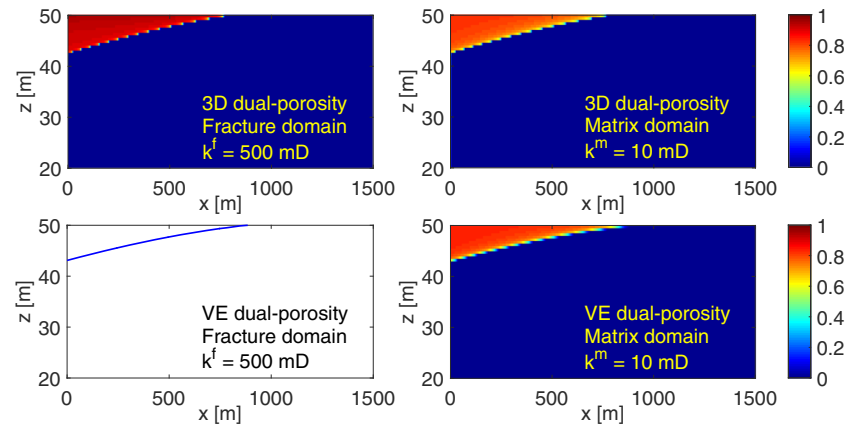 50
40
30
20
z [m]
0
500
1000
1500
x [m]
3D dual-porosity
Fracture domain
k^f = 500 mD
50
40
30
20
z [m]
0
500
1000
1500
x [m]
3D dual-porosity
Matrix domain
k^m = 10 mD
1
0.8
0.6
0.4
0.2
0
50
40
30
20
z [m]
0
500
1000
1500
x [m]
VE dual-porosity
Fracture domain
k^f = 500 mD
50
40
30
20
z [m]
0
500
1000
1500
x [m]
VE dual-porosity
Matrix domain
k^m = 10 mD
1
0.8
0.6
0.4
0.2
0